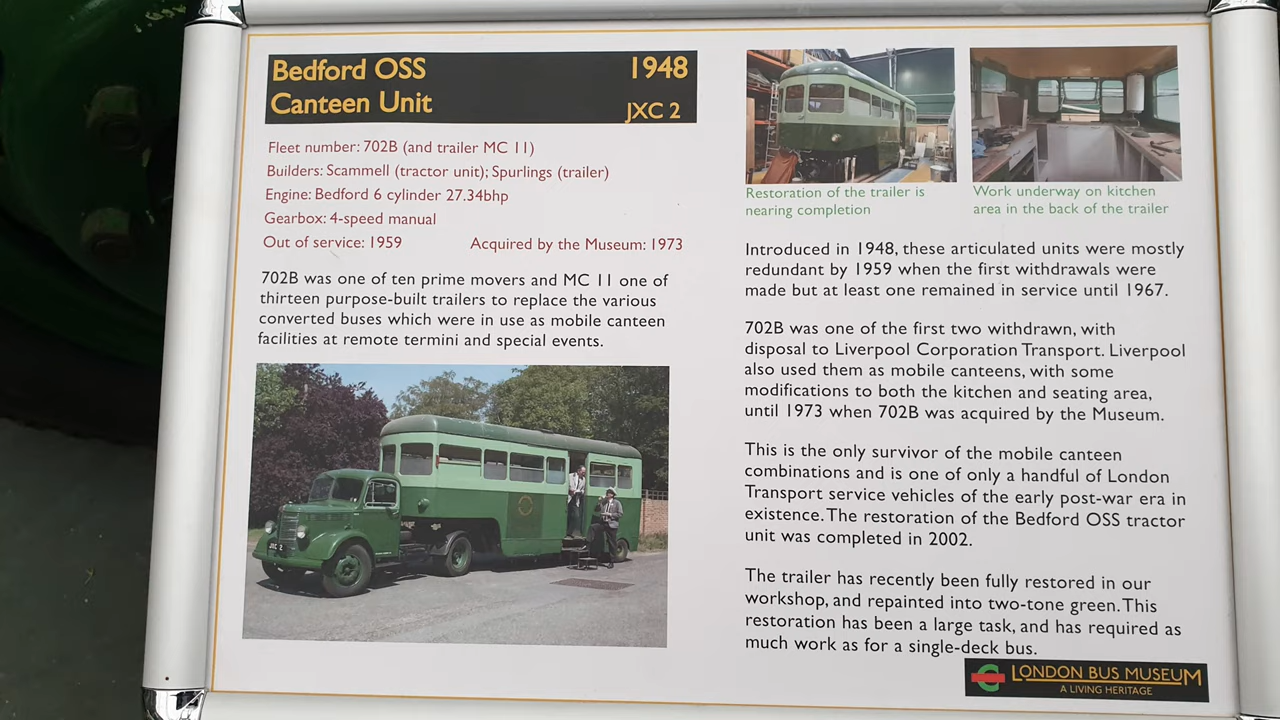 Bedford OSS 1948
Canteen Unit JXC 2
Fleet number: 702B (and trailer MC 11)
Builders: Scammell (tractor unit); Spurlings (trailer)
Engine: Bedford 6 cylinder 27.34bhp
Gearbox: 4-speed manual
Out of service: 1959 Acquired by the Museum: 1973
702B was one of ten prime movers and MC 11 one of
thirteen purpose-built trailers to replace the various
converted buses which were in use as mobile canteen
facilities at remote termini and special events.
JXC 2
Restoration of the trailer is
nearing completion
Work underway on kitchen
area in the back of the trailer
Introduced in 1948, these articulated units were mostly
redundant by 1959 when the first withdrawals were
made but at least one remained in service until 1967.
702B was one of the first two withdrawn, with
disposal to Liverpool Corporation Transport. Liverpool
also used them as mobile canteens, with some
modifications to both the kitchen and seating area,
until 1973 when 702B was acquired by the Museum.
This is the only survivor of the mobile canteen
combinations and is one of only a handful of London
Transport service vehicles of the early post-war era in
existence. The restoration of the Bedford OSS tractor
unit was completed in 2002.
The trailer has recently been fully restored in our
workshop, and repainted into two-tone green. This
restoration has been a large task, and has required as
much work as for a single-deck bus.
LONDON BUS MUSEUM
A LIVING HERITAGE